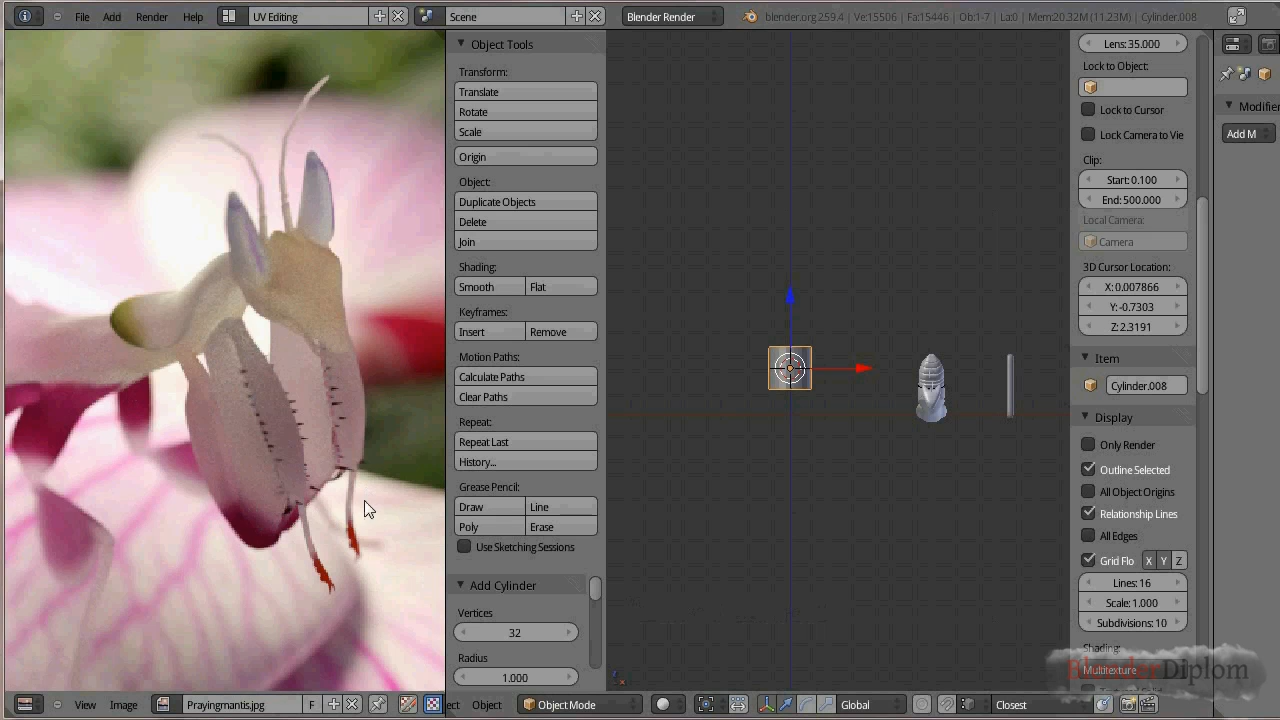 File Add Render Help UV Editing Scene Blender Render blender.org 259.4 | Ve:15506 | Fa:15446 | Ob:1-7 | La:0 | Mem:20.32M (11.23M) | Cylinder.008
Object Tools
Transform:
Translate
Rotate
Scale
Origin
Object:
Duplicate Objects
Delete
Join
Shading:
Smooth Flat
Keyframes:
Insert Remove
Motion Paths:
Calculate Paths
Clear Paths
Repeat:
Repeat Last
History...
Grease Pencil:
Draw Line
Poly Erase
Use Sketching Sessions
Add Cylinder
Vertices
32
Radius
1.000
Lens: 35.000
Lock to Object:
Lock to Cursor
Lock Camera to Vie
Clip:
Start: 0.100
End: 500.000
Local Camera:
Camera
3D Cursor Location:
X: 0.007866
Y: -0.7303
Z: 2.3191
Item
Cylinder.008
Display
Only Render
Outline Selected
All Object Origins
Relationship Lines
All Edges
Grid Flo X Y Z
Lines: 16
Scale: 1.000
Subdivisions: 10
Shading:
Multitexture
BlenderDiplom
Modifier
Add M
View Image Prayingmantis.jpg F ect Object Object Mode Global Closest